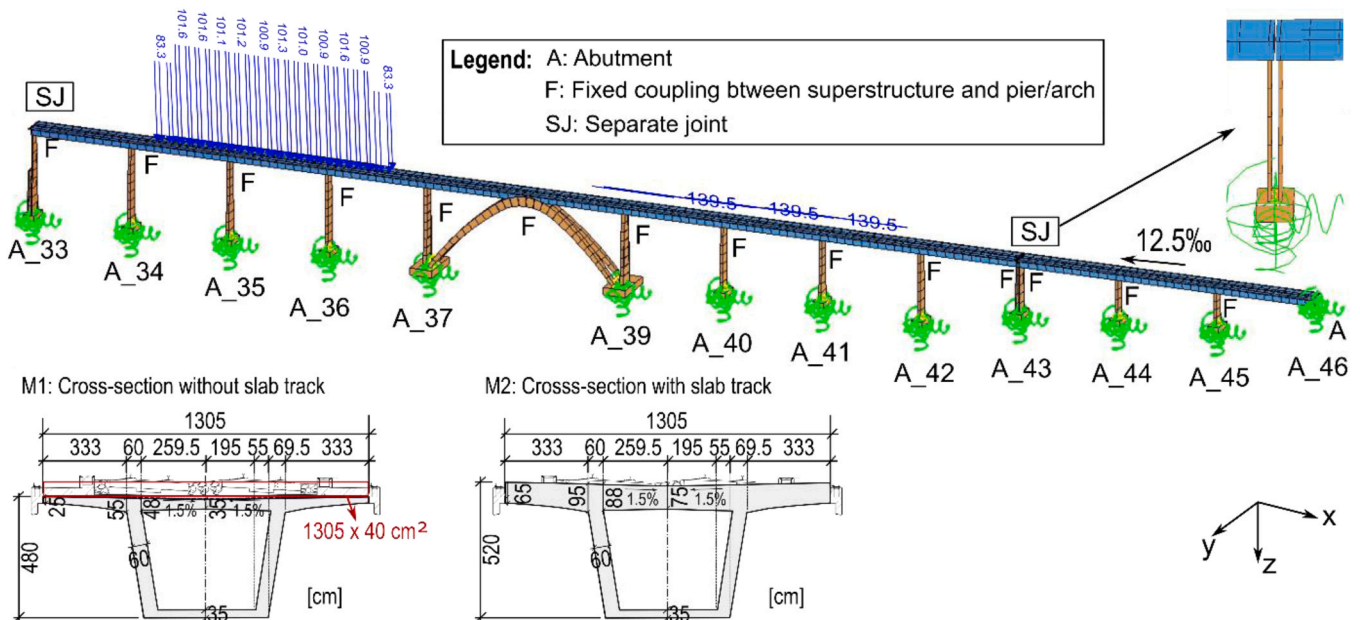 83.3 101.6 101.6 101.1 101.2 100.9 101.3 101.0 100.9 101.6 100.9 83.3
Legend: A: Abutment
F: Fixed coupling btween superstructure and pier/arch
SJ: Separate joint
SJ
F F F F F F F F F F F F F F
139.5 139.5 139.5
SJ
12.5‰
A
A_33 A_34 A_35 A_36 A_37 A_39 A_40 A_41 A_42 A_43 A_44 A_45 A_46
M1: Cross-section without slab track
1305
333 60 259.5 195 55 69.5 333
25 55 48 1.5% 35 1.5%
1305 x 40 cm²
480
60
35
[cm]
M2: Crosss-section with slab track
1305
333 60 259.5 195 55 69.5 333
65 95 88 1.5% 75 1.5%
520
60
35
[cm]
x
y
z